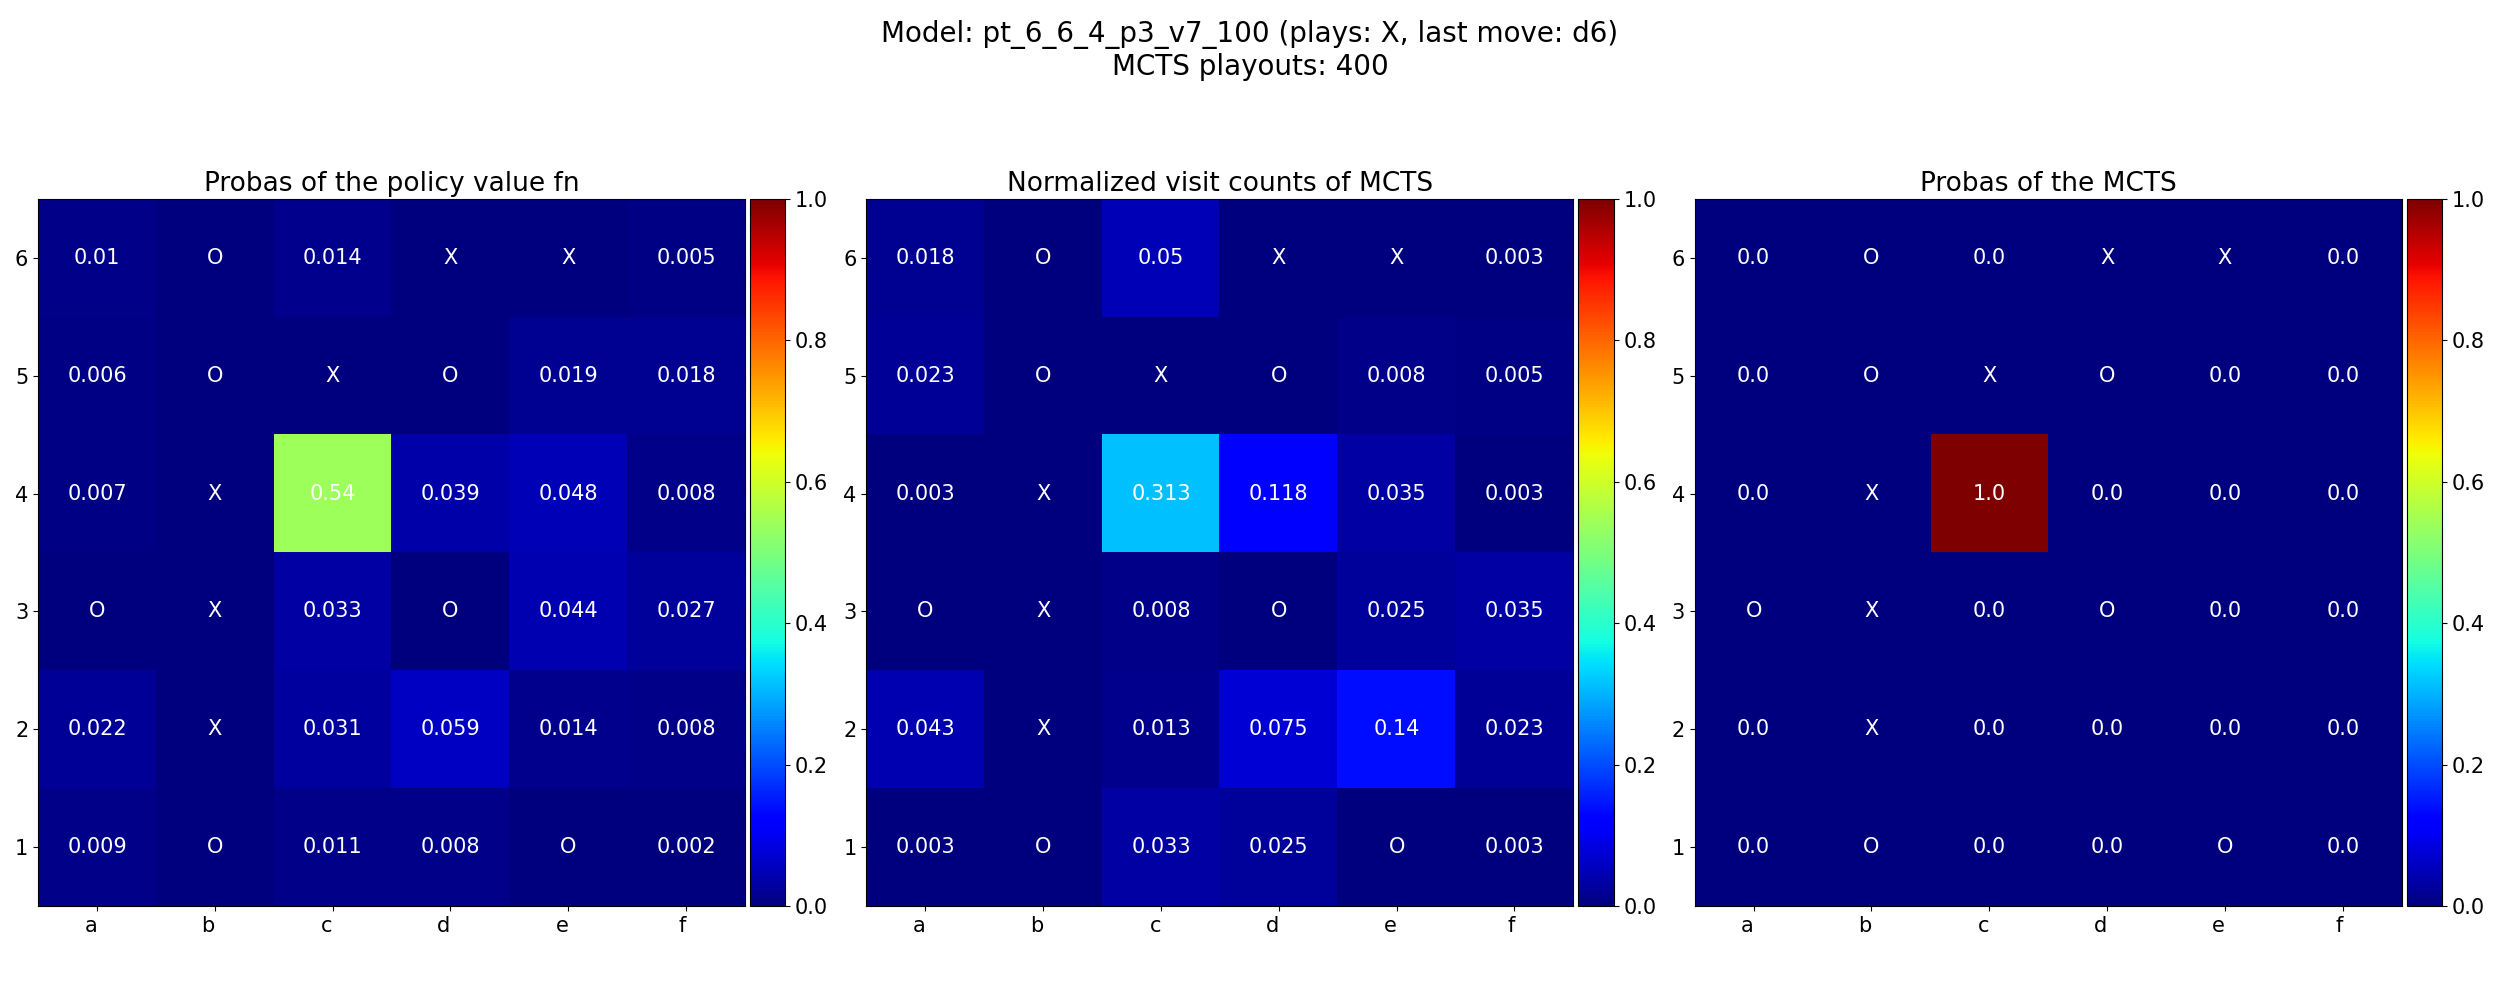 Model: pt_6_6_4_p3_v7_100 (plays: X, last move: d6)
MCTS playouts: 400
Probas of the policy value fn
6 0.01 O 0.014 X X 0.005
5 0.006 O X O 0.019 0.018
4 0.007 X 0.54 0.039 0.048 0.008
3 O X 0.033 O 0.044 0.027
2 0.022 X 0.031 0.059 0.014 0.008
1 0.009 O 0.011 0.008 O 0.002
a b c d e f
1.0
0.8
0.6
0.4
0.2
0.0
Normalized visit counts of MCTS
6 0.018 O 0.05 X X 0.003
5 0.023 O X O 0.008 0.005
4 0.003 X 0.313 0.118 0.035 0.003
3 O X 0.008 O 0.025 0.035
2 0.043 X 0.013 0.075 0.14 0.023
1 0.003 O 0.033 0.025 O 0.003
a b c d e f
1.0
0.8
0.6
0.4
0.2
0.0
Probas of the MCTS
6 0.0 O 0.0 X X 0.0
5 0.0 O X O 0.0 0.0
4 0.0 X 1.0 0.0 0.0 0.0
3 O X 0.0 O 0.0 0.0
2 0.0 X 0.0 0.0 0.0 0.0
1 0.0 O 0.0 0.0 O 0.0
a b c d e f
1.0
0.8
0.6
0.4
0.2
0.0